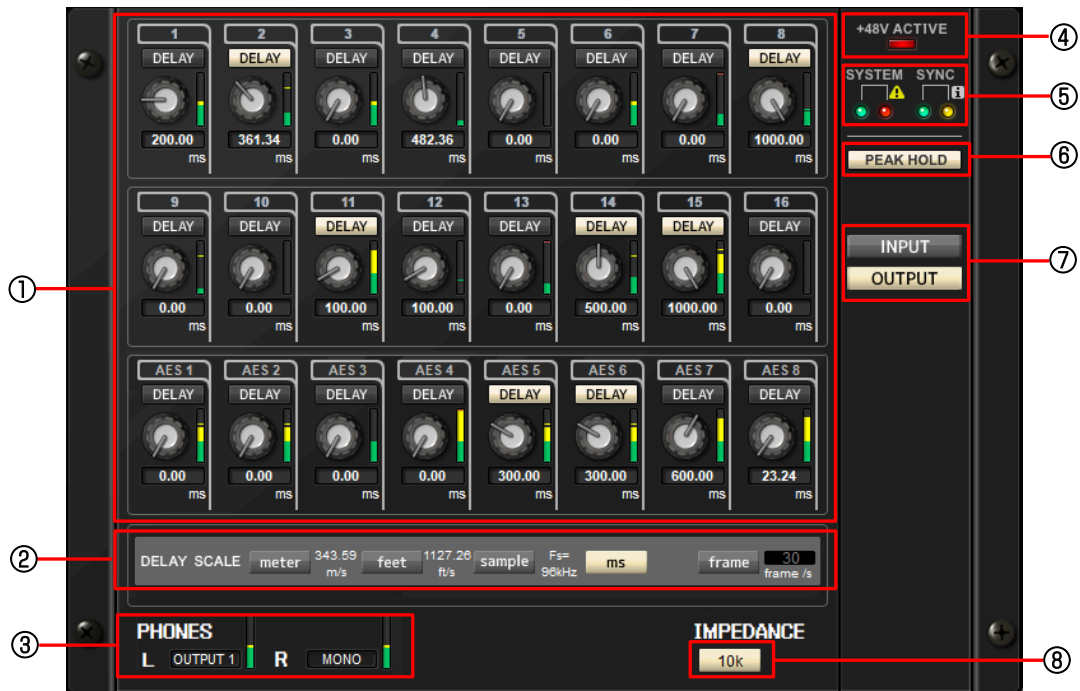 1 2 3 4 5 6 7 8
DELAY DELAY DELAY DELAY DELAY DELAY DELAY DELAY
200.00 361.34 0.00 482.36 0.00 0.00 0.00 1000.00
ms ms ms ms ms ms ms ms
9 10 11 12 13 14 15 16
DELAY DELAY DELAY DELAY DELAY DELAY DELAY DELAY
0.00 0.00 100.00 100.00 0.00 500.00 1000.00 0.00
ms ms ms ms ms ms ms ms
AES 1 AES 2 AES 3 AES 4 AES 5 AES 6 AES 7 AES 8
DELAY DELAY DELAY DELAY DELAY DELAY DELAY DELAY
0.00 0.00 0.00 0.00 300.00 300.00 600.00 23.24
ms ms ms ms ms ms ms ms
①
DELAY SCALE meter 343.59 m/s feet 1127.26 ft/s sample Fs= 96kHz ms frame 30 frame /s
②
PHONES
L OUTPUT 1 R MONO
③
+48V ACTIVE
④
SYSTEM SYNC
⑤
PEAK HOLD
⑥
INPUT
OUTPUT
⑦
IMPEDANCE
10k
⑧